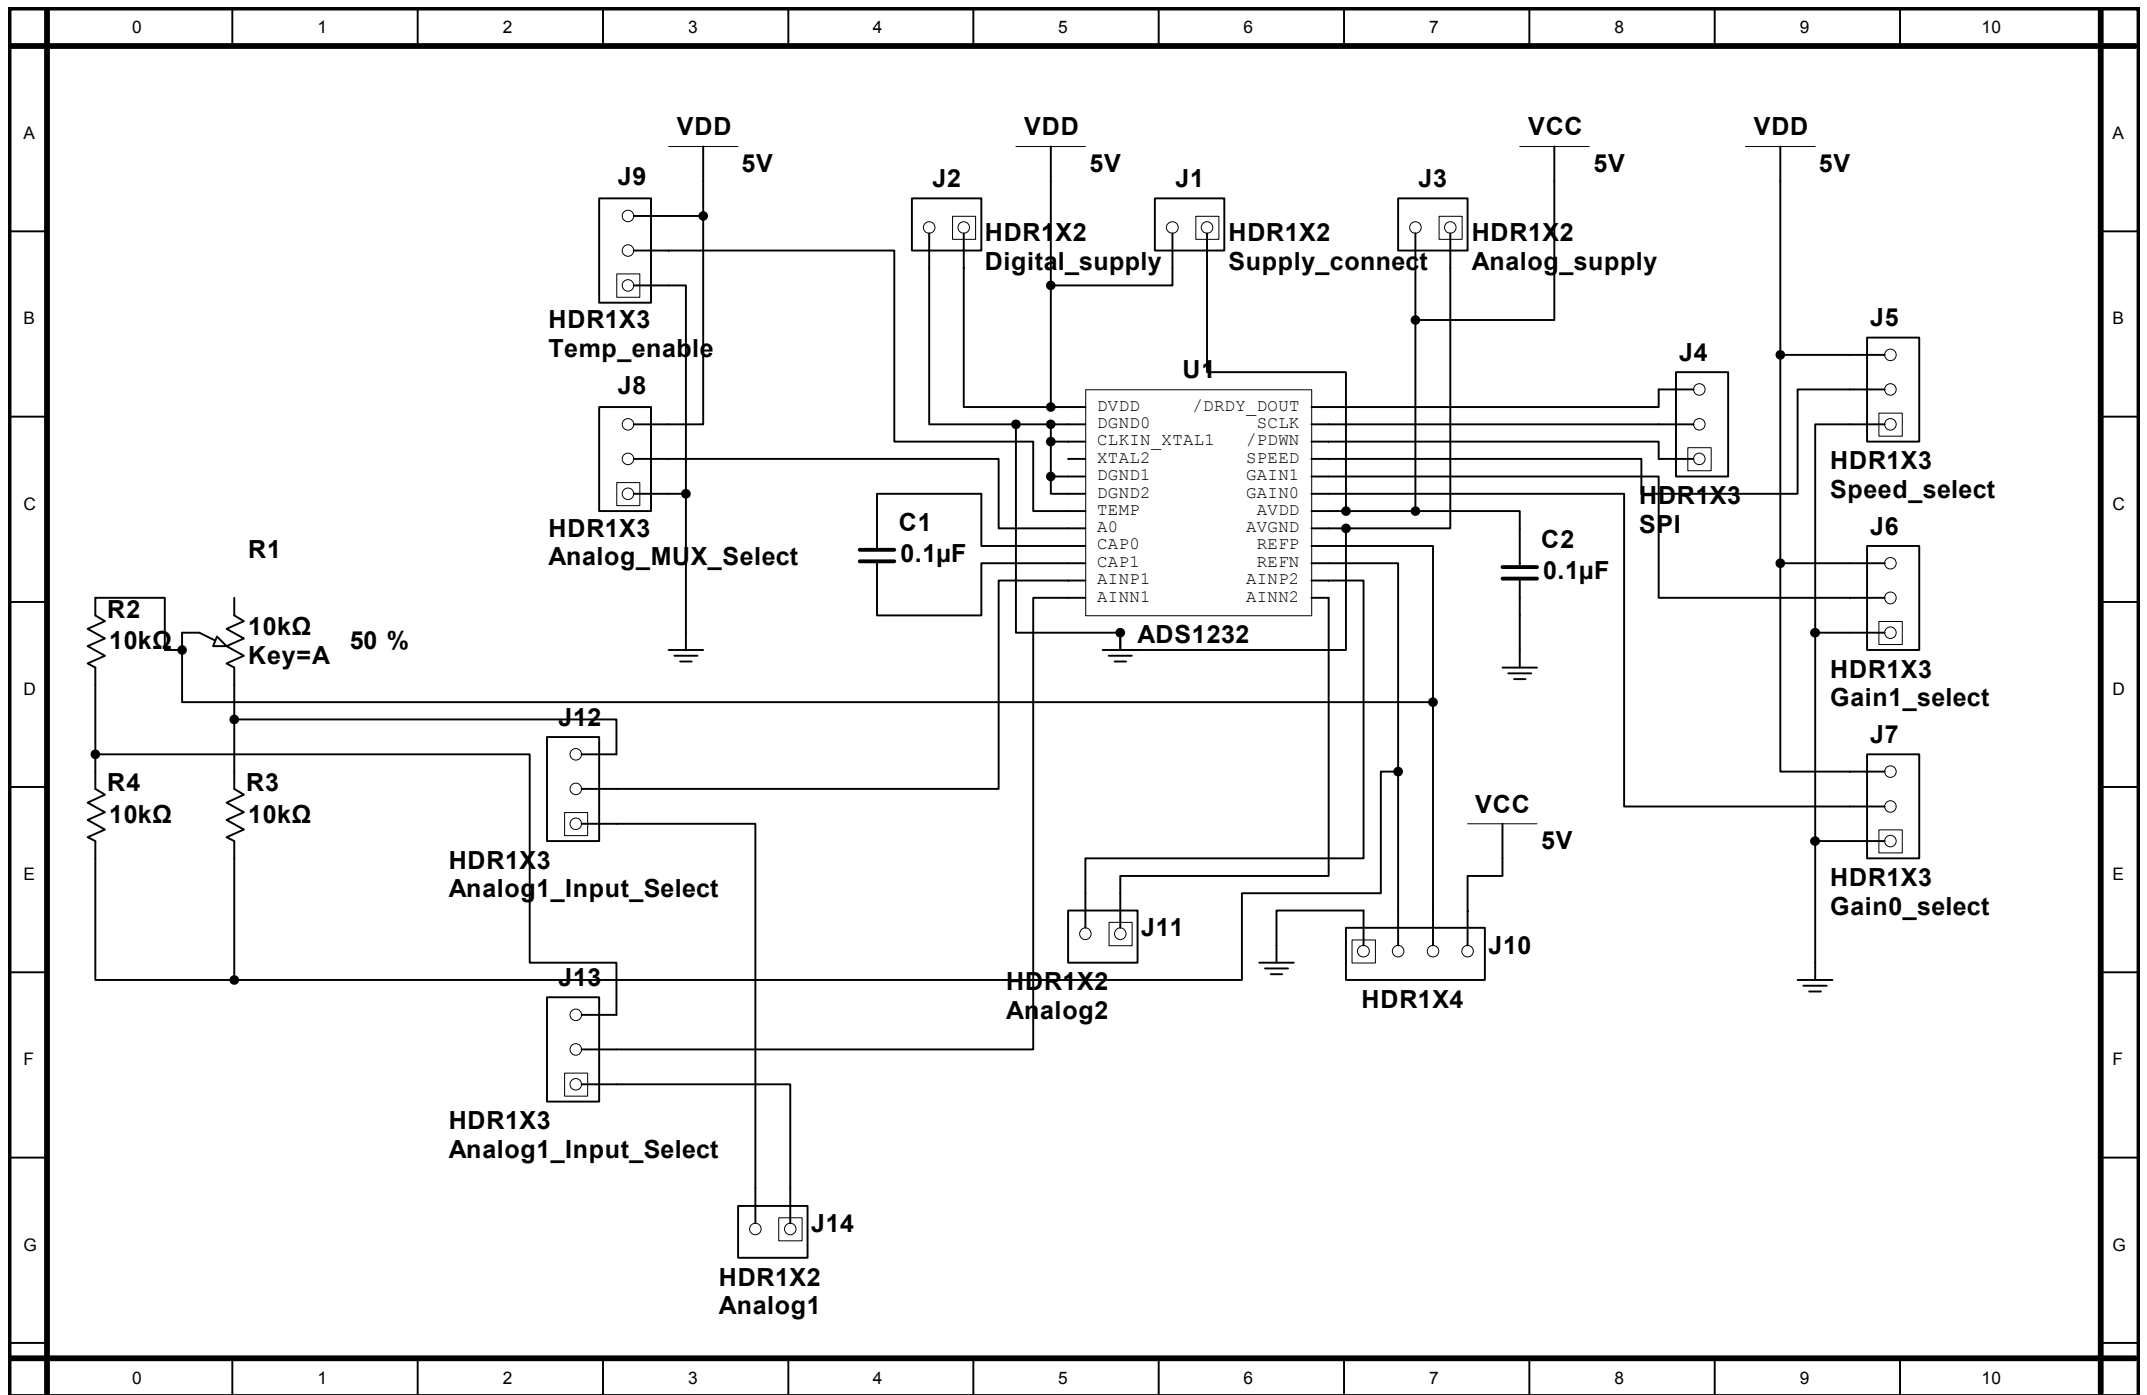 0 1 2 3 4 5 6 7 8 9 10
A
VDD
5V
VDD
5V
VCC
5V
VDD
5V
A
J9
HDR1X3
Temp_enable
J2
HDR1X2
Digital_supply
J1
HDR1X2
Supply_connect
J3
HDR1X2
Analog_supply
B
B
J8
HDR1X3
Analog_MUX_Select
U1
DVDD /DRDY_DOUT
DGND0 SCLK
CLKIN_XTAL1 /PDWN
XTAL2 SPEED
DGND1 GAIN1
DGND2 GAIN0
TEMP AVDD
A0 AVGND
CAP0 REFP
CAP1 REFN
AINP1 AINP2
AINN1 AINN2
ADS1232
J4
HDR1X3
SPI
J5
HDR1X3
Speed_select
C
C
C1
0.1µF
C2
0.1µF
J6
HDR1X3
Gain1_select
R1
10kΩ
Key=A
50 %
R2
10kΩ
D
D
J12
HDR1X3
Analog1_Input_Select
R4
10kΩ
R3
10kΩ
VCC
5V
J7
HDR1X3
Gain0_select
E
E
J11
HDR1X2
Analog2
J10
HDR1X4
J13
HDR1X3
Analog1_Input_Select
F
F
J14
HDR1X2
Analog1
G
G
0 1 2 3 4 5 6 7 8 9 10